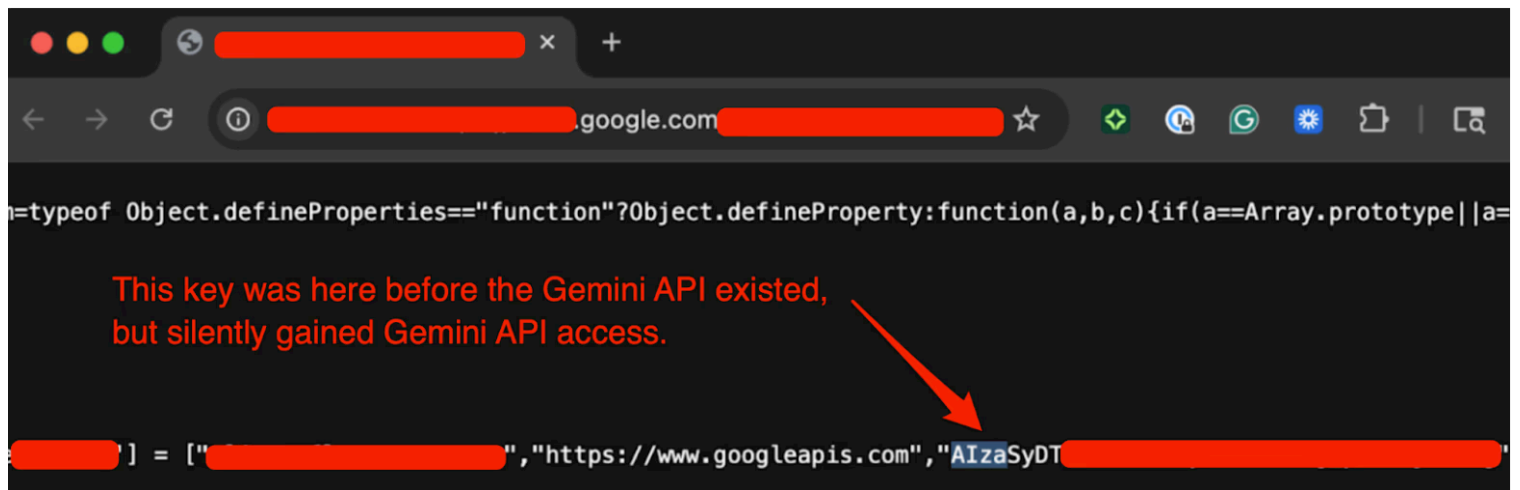 .google.com
n=typeof Object.defineProperties=="function"?Object.defineProperty:function(a,b,c){if(a==Array.prototype||a=
This key was here before the Gemini API existed,
but silently gained Gemini API access.
'] = ["","https://www.googleapis.com","AIzaSyDT"